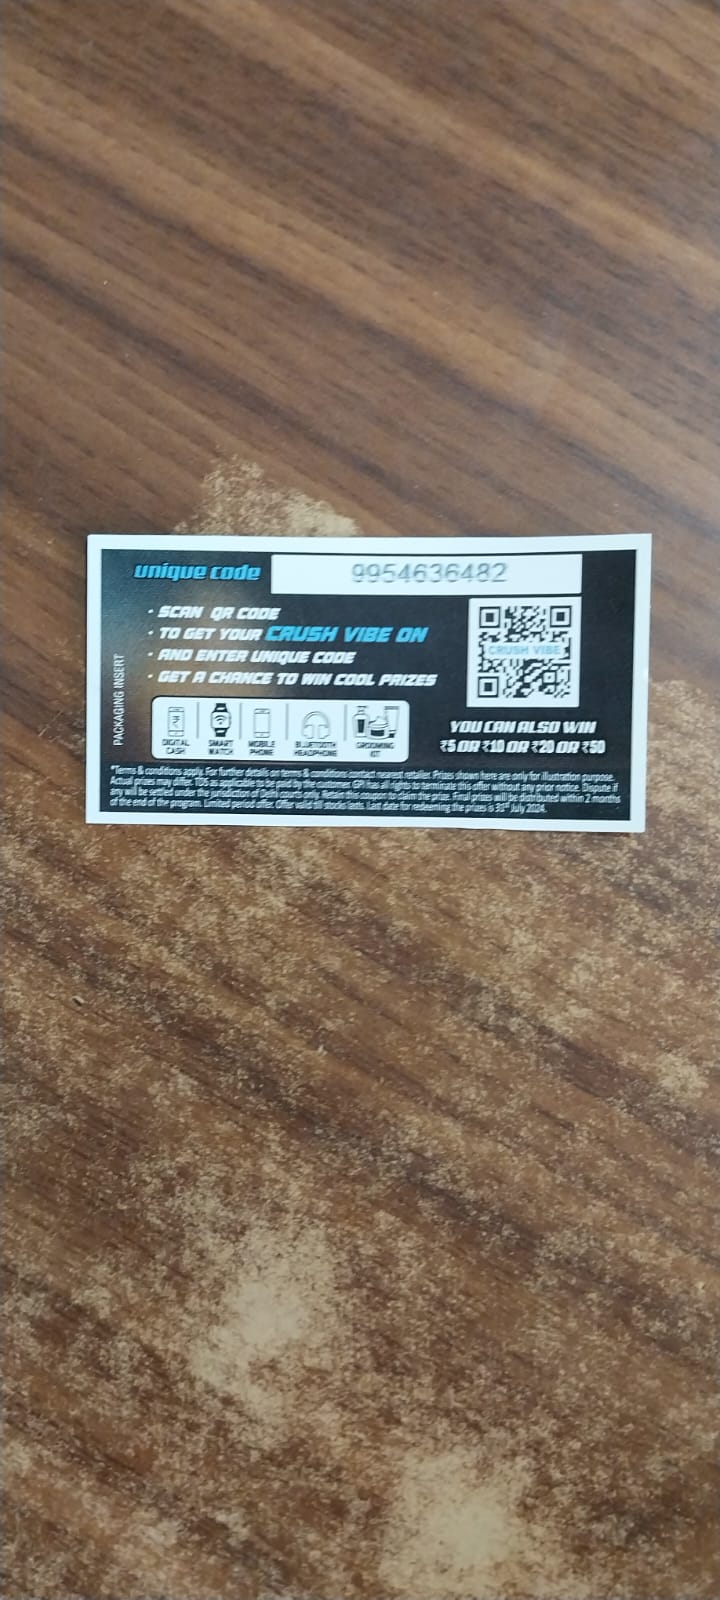 unique code 9954636482
· SCAN QR CODE
· TO GET YOUR CRUSH VIBE ON
· AND ENTER UNIQUE CODE
· GET A CHANCE TO WIN COOL PRIZES
CRUSH VIBE
PACKAGING INSERT
DIGITAL CASH
SMART WATCH
MOBILE PHONE
BLUETOOTH HEADPHONE
GROOMING KIT
YOU CAN ALSO WIN
₹5 OR ₹10 OR ₹20 OR ₹50
*Terms & conditions apply. For further details on terms & conditions contact nearest retailer. Prizes shown here are only for illustration purpose.
Actual prizes may differ. TDS as applicable to be paid by the consumer. GPI has all rights to terminate this offer without any prior notice. Dispute if
any will be settled under the jurisdiction of Delhi courts only. Retain this coupon to claim the prize. Final prizes will be distributed within 2 months
of the end of the program. Limited period offer. Offer valid till stocks lasts. Last date for redeeming the prizes is 31st July 2024.